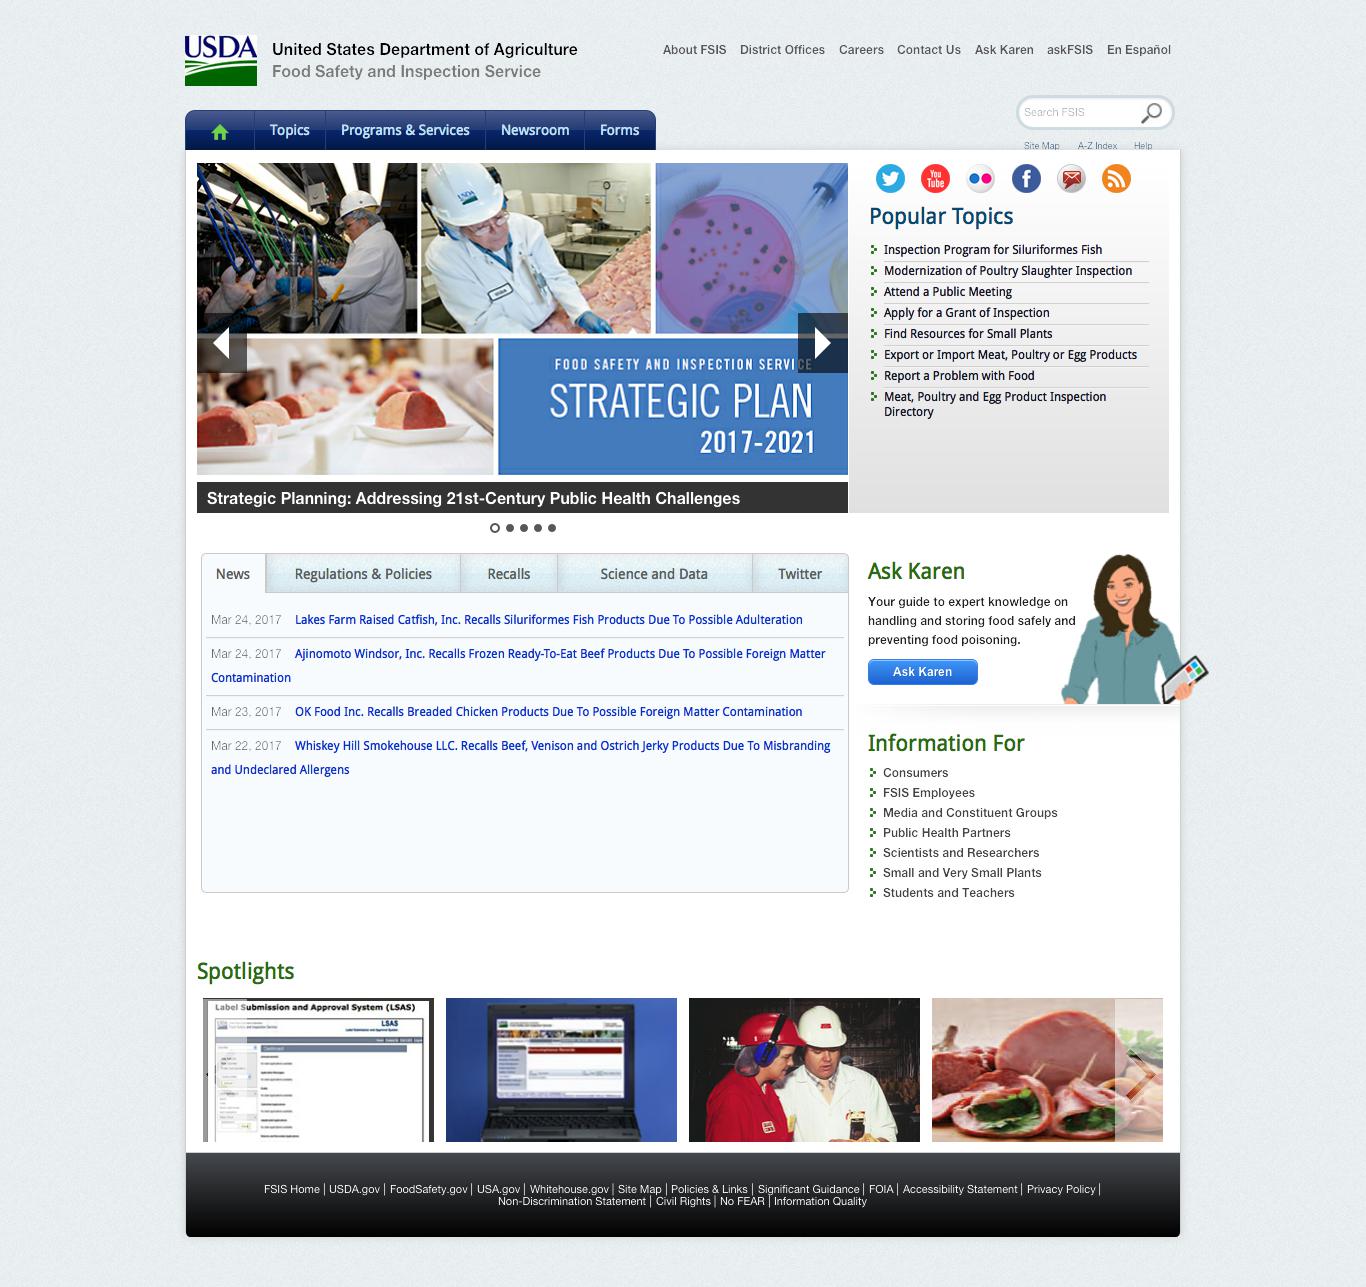 USDA
United States Department of Agriculture
Food Safety and Inspection Service
About FSIS District Offices Careers Contact Us Ask Karen askFSIS En Español
Search FSIS
Site Map A-Z Index Help
Topics Programs & Services Newsroom Forms
USDA
FOOD SAFETY AND INSPECTION SERVICE
STRATEGIC PLAN
2017-2021
Strategic Planning: Addressing 21st-Century Public Health Challenges
You
Tube
Popular Topics
Inspection Program for Siluriformes Fish
Modernization of Poultry Slaughter Inspection
Attend a Public Meeting
Apply for a Grant of Inspection
Find Resources for Small Plants
Export or Import Meat, Poultry or Egg Products
Report a Problem with Food
Meat, Poultry and Egg Product Inspection
Directory
News Regulations & Policies Recalls Science and Data Twitter
Mar 24, 2017 Lakes Farm Raised Catfish, Inc. Recalls Siluriformes Fish Products Due To Possible Adulteration
Mar 24, 2017 Ajinomoto Windsor, Inc. Recalls Frozen Ready-To-Eat Beef Products Due To Possible Foreign Matter
Contamination
Mar 23, 2017 OK Food Inc. Recalls Breaded Chicken Products Due To Possible Foreign Matter Contamination
Mar 22, 2017 Whiskey Hill Smokehouse LLC. Recalls Beef, Venison and Ostrich Jerky Products Due To Misbranding
and Undeclared Allergens
Ask Karen
Your guide to expert knowledge on
handling and storing food safely and
preventing food poisoning.
Ask Karen
Information For
Consumers
FSIS Employees
Media and Constituent Groups
Public Health Partners
Scientists and Researchers
Small and Very Small Plants
Students and Teachers
Spotlights
Label Submission and Approval System (LSAS)
LSAS
Label Submission and Approval System
Dashboard
FSIS Home | USDA.gov | FoodSafety.gov | USA.gov | Whitehouse.gov | Site Map | Policies & Links | Significant Guidance | FOIA | Accessibility Statement | Privacy Policy |
Non-Discrimination Statement | Civil Rights | No FEAR | Information Quality